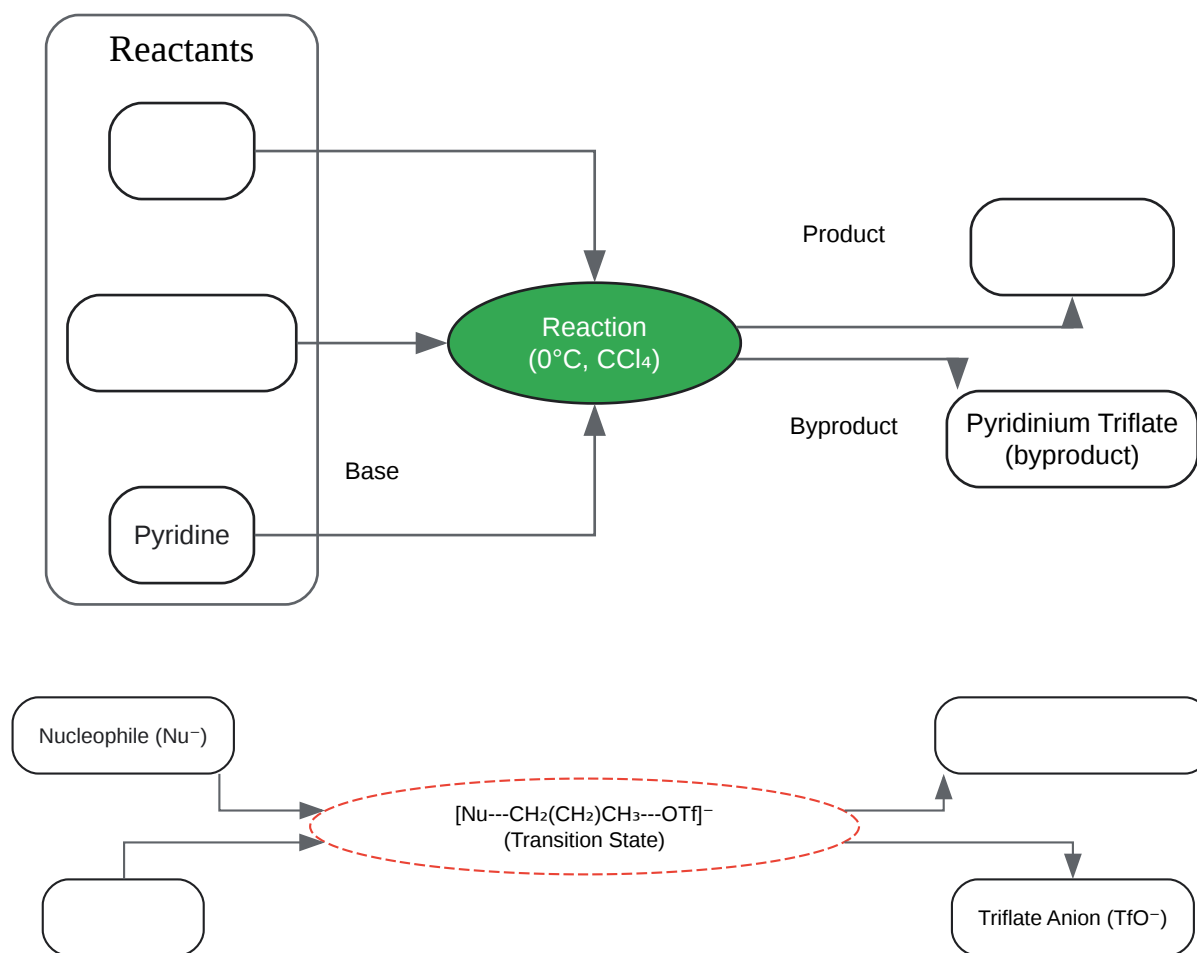 Reactants
Product
Reaction
(0°C, CCl₄)
Byproduct
Pyridinium Triflate
(byproduct)
Base
Pyridine
Nucleophile (Nu⁻)
[Nu---CH₂(CH₂)CH₃---OTf]⁻
(Transition State)
Triflate Anion (TfO⁻)